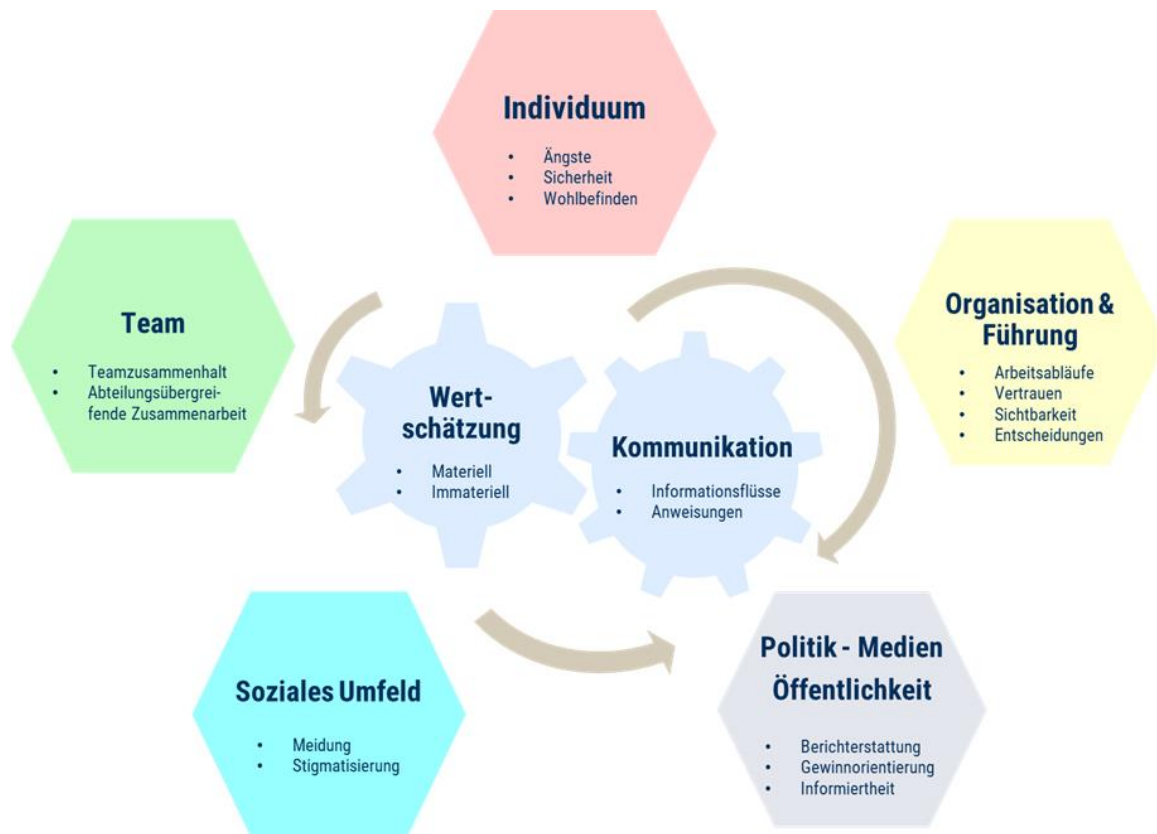 Individuum
• Ängste
• Sicherheit
• Wohlbefinden
Team
• Teamzusammenhalt
• Abteilungsübergrei-
fende Zusammenarbeit
Organisation &
Führung
• Arbeitsabläufe
• Vertrauen
• Sichtbarkeit
• Entscheidungen
Wert-
schätzung
• Materiell
• Immateriell
Kommunikation
• Informationsflüsse
• Anweisungen
Soziales Umfeld
• Meidung
• Stigmatisierung
Politik - Medien
Öffentlichkeit
• Berichterstattung
• Gewinnorientierung
• Informiertheit